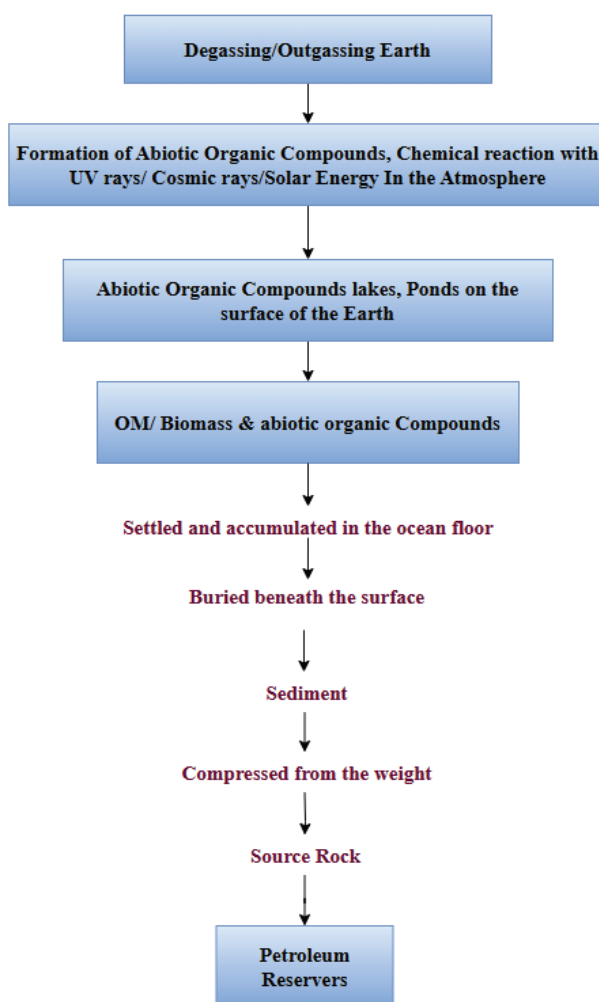 Degassing/Outgassing Earth
Formation of Abiotic Organic Compounds, Chemical reaction with
UV rays/ Cosmic rays/Solar Energy In the Atmosphere
Abiotic Organic Compounds lakes, Ponds on the
surface of the Earth
OM/ Biomass & abiotic organic Compounds
Settled and accumulated in the ocean floor
Buried beneath the surface
Sediment
Compressed from the weight
Source Rock
Petroleum
Reservers